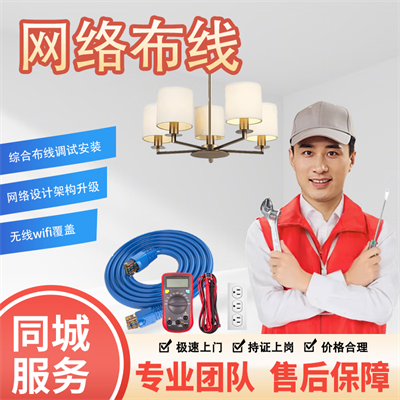 网络布线
综合布线调试安装
网络设计架构升级
无线wifi覆盖
极速上门 持证上岗 价格合理
同城
服务
专业团队 售后保障